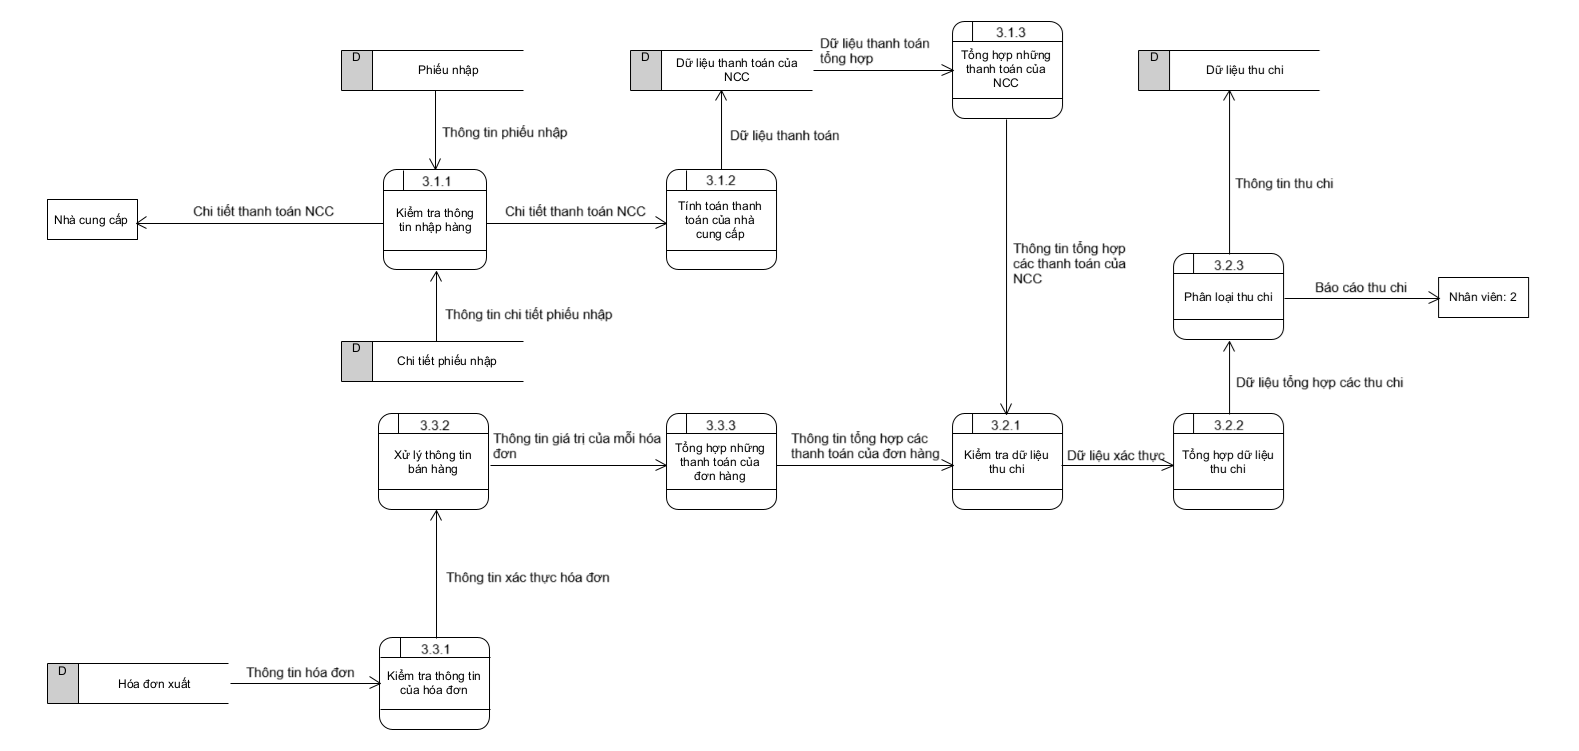 3.1.3
Tổng hợp những
thanh toán của
NCC
D
Phiếu nhập
D
Dữ liệu thanh toán của
NCC
Dữ liệu thanh toán
tổng hợp
D
Dữ liệu thu chi
Thông tin phiếu nhập
Dữ liệu thanh toán
3.1.1
Kiểm tra thông
tin nhập hàng
3.1.2
Tính toán thanh
toán của nhà
cung cấp
Thông tin thu chi
Nhà cung cấp
Chi tiết thanh toán NCC
Chi tiết thanh toán NCC
Thông tin tổng hợp
các thanh toán của
NCC
3.2.3
Phân loại thu chi
Báo cáo thu chi
Nhân viên: 2
Thông tin chi tiết phiếu nhập
D
Chi tiết phiếu nhập
Dữ liệu tổng hợp các thu chi
3.3.2
Xử lý thông tin
bán hàng
Thông tin giá trị của mỗi hóa
đơn
3.3.3
Tổng hợp những
thanh toán của
đơn hàng
Thông tin tổng hợp các
thanh toán của đơn hàng
3.2.1
Kiểm tra dữ liệu
thu chi
Dữ liệu xác thực
3.2.2
Tổng hợp dữ liệu
thu chi
Thông tin xác thực hóa đơn
D
Hóa đơn xuất
Thông tin hóa đơn
3.3.1
Kiểm tra thông tin
của hóa đơn